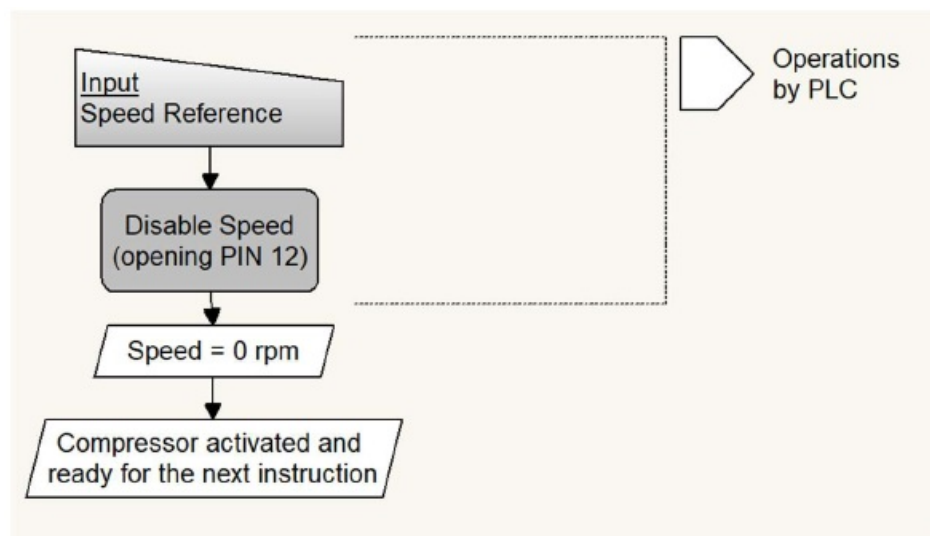 Input
Speed Reference
Operations
by PLC
Disable Speed
(opening PIN 12)
Speed = 0 rpm
Compressor activated and
ready for the next instruction